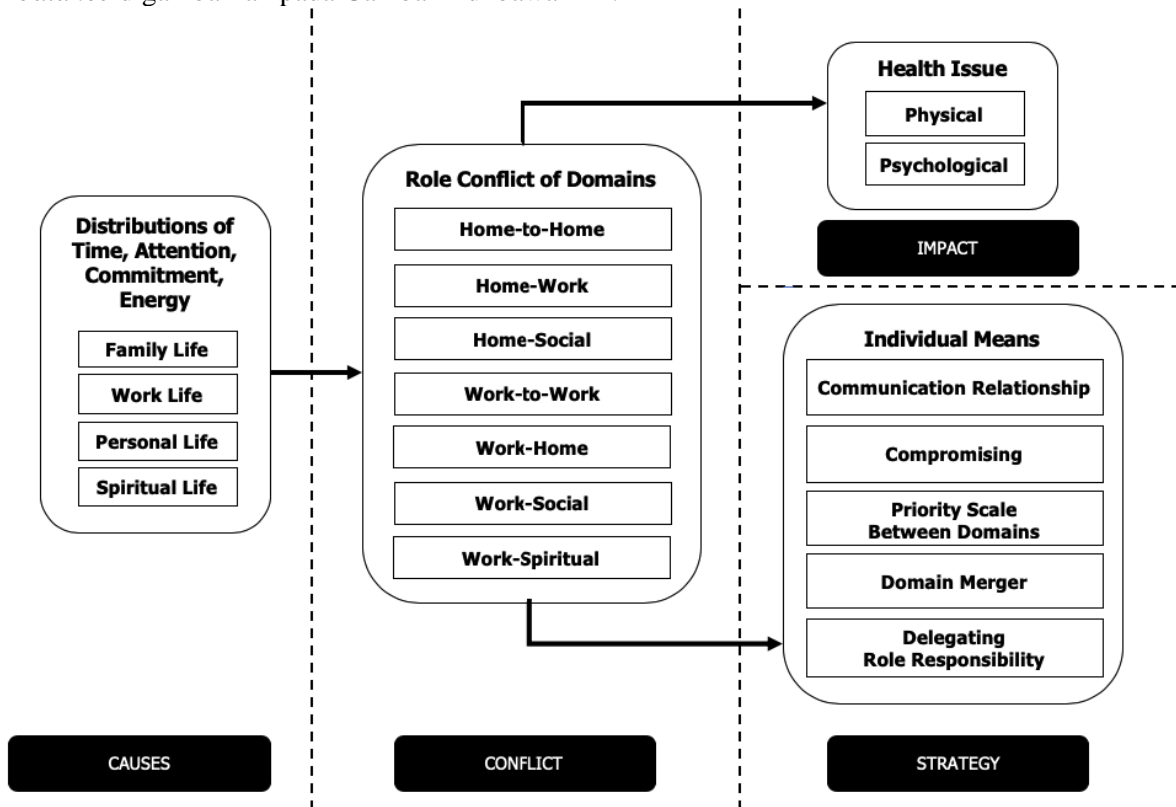 Health Issue
Physical
Psychological
IMPACT
Role Conflict of Domains
Home-to-Home
Home-Work
Home-Social
Work-to-Work
Work-Home
Work-Social
Work-Spiritual
Distributions of
Time, Attention,
Commitment,
Energy
Family Life
Work Life
Personal Life
Spiritual Life
Individual Means
Communication Relationship
Compromising
Priority Scale
Between Domains
Domain Merger
Delegating
Role Responsibility
CAUSES
CONFLICT
STRATEGY